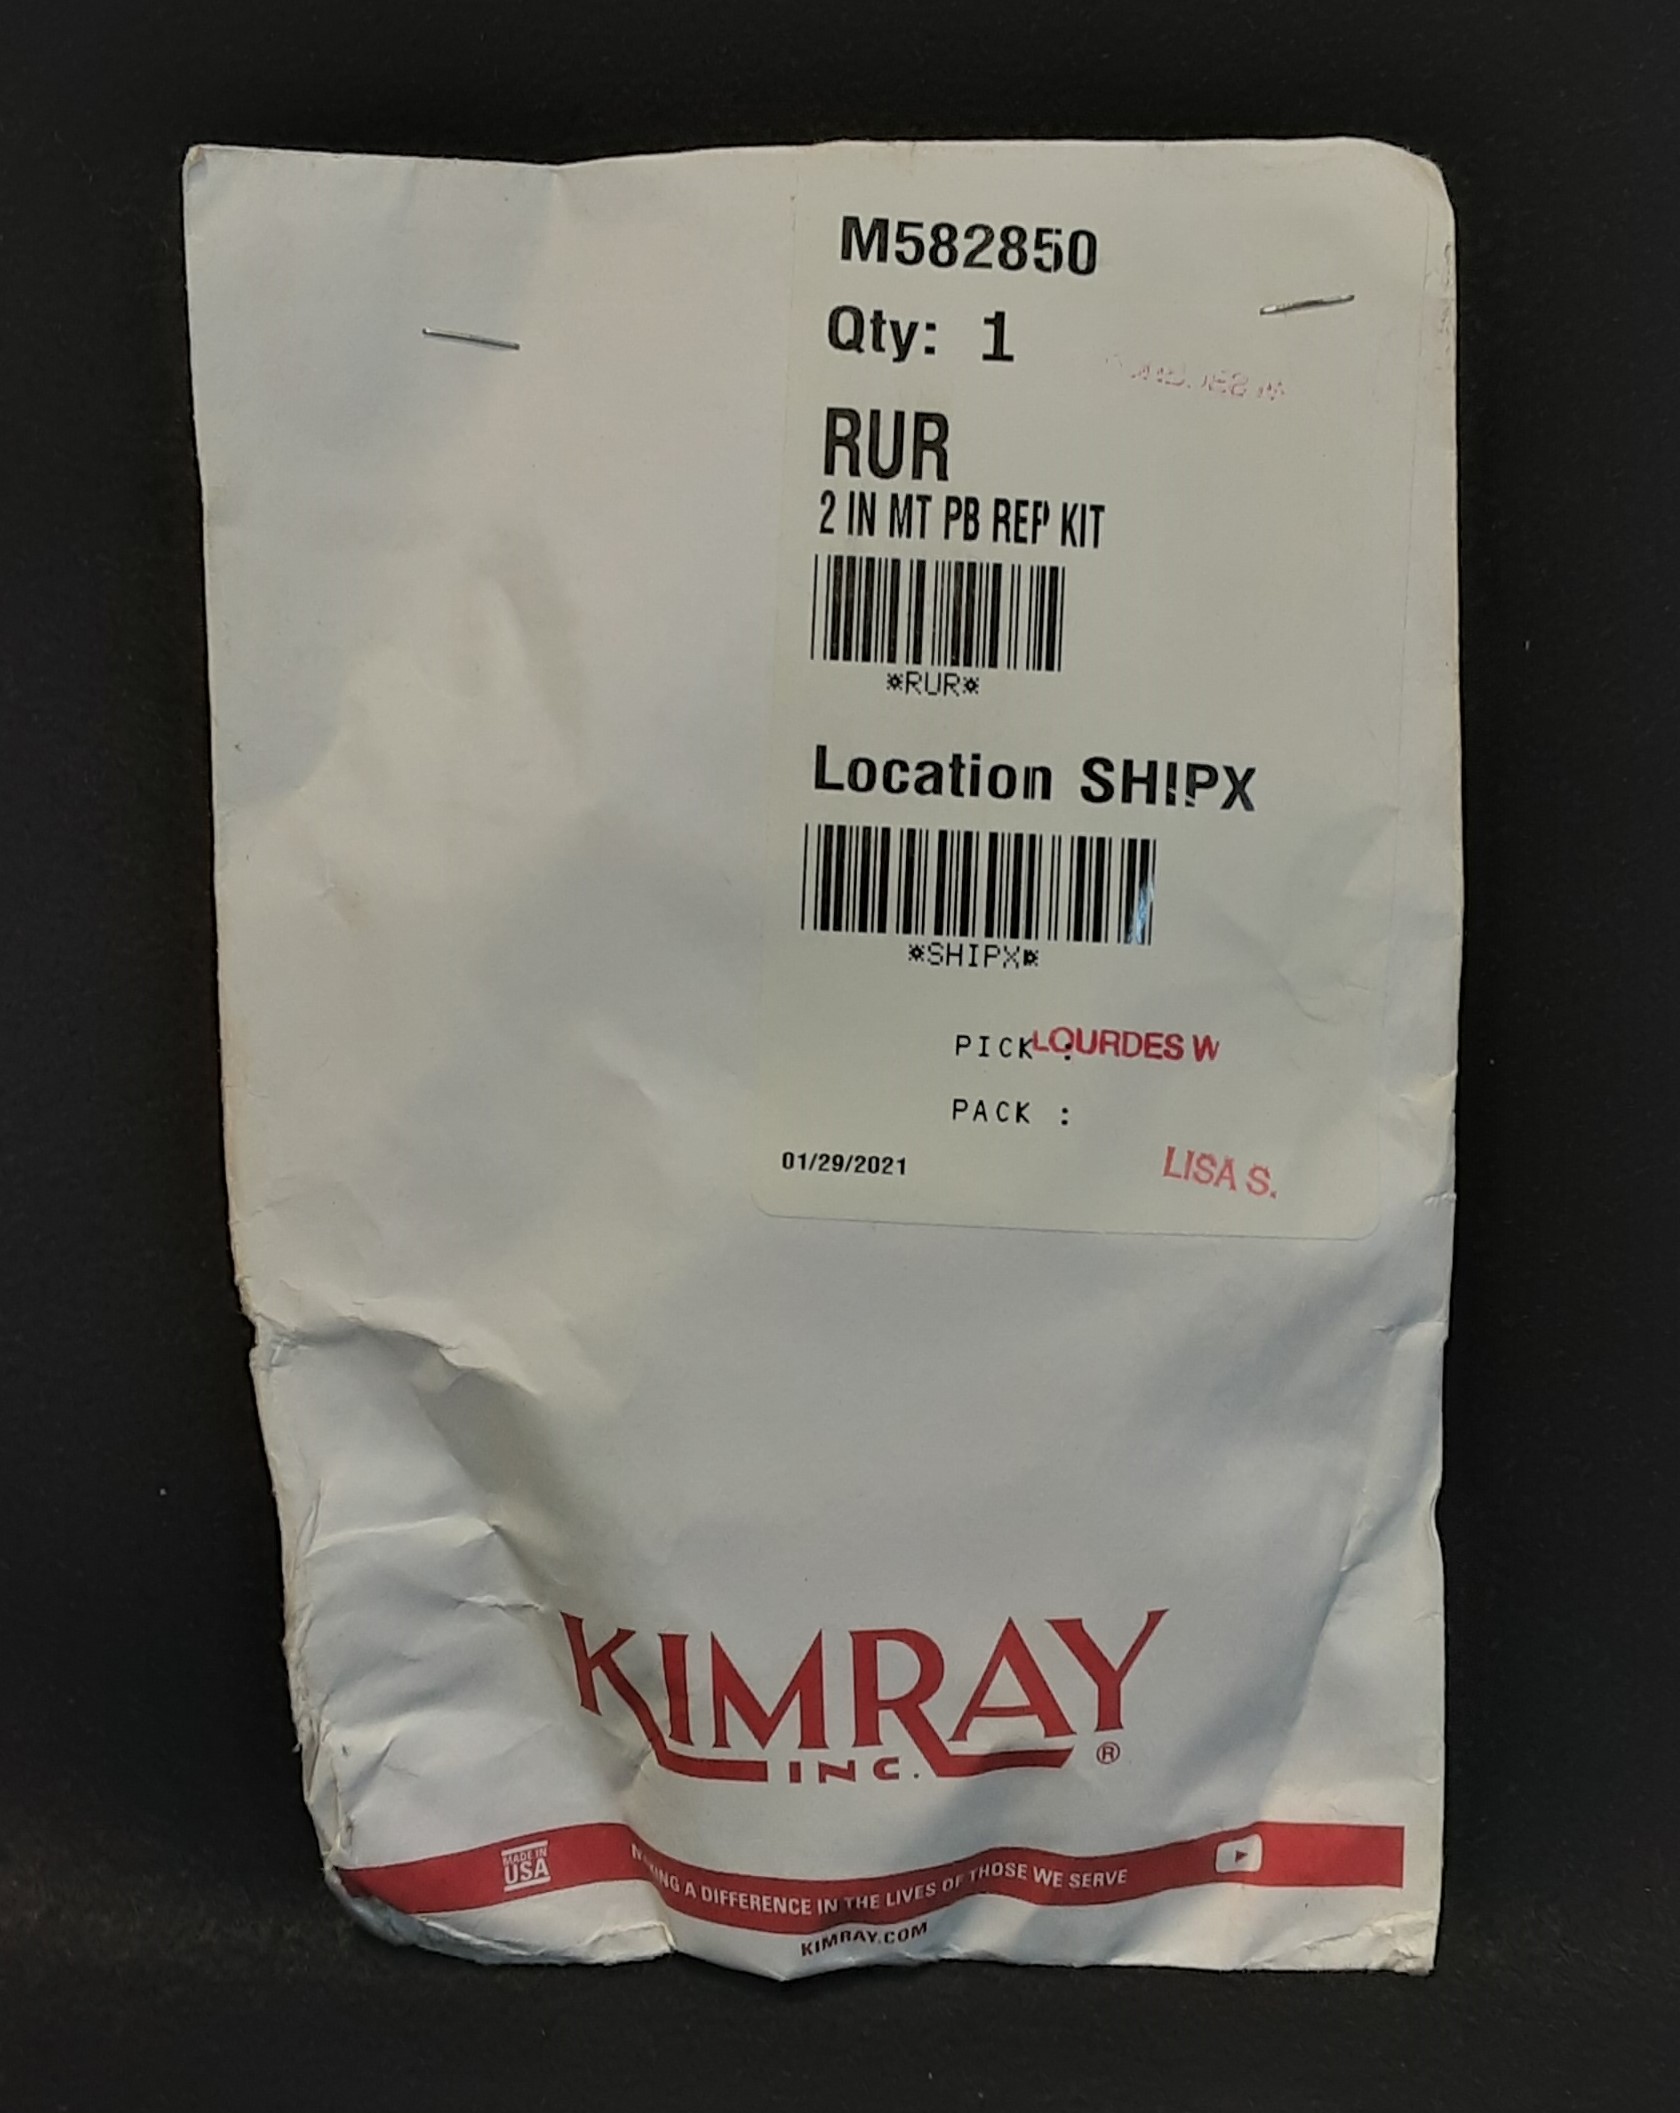 M582850
Qty: 1
RUR
2 IN MT PB REP KIT
*RUR*
Location SHIPX
*SHIPX*
PICK : LOURDES W
PACK :
01/29/2021
LISA S.
KIMRAY
INC.
®
MADE IN
USA
MAKING A DIFFERENCE IN THE LIVES OF THOSE WE SERVE
KIMRAY.COM